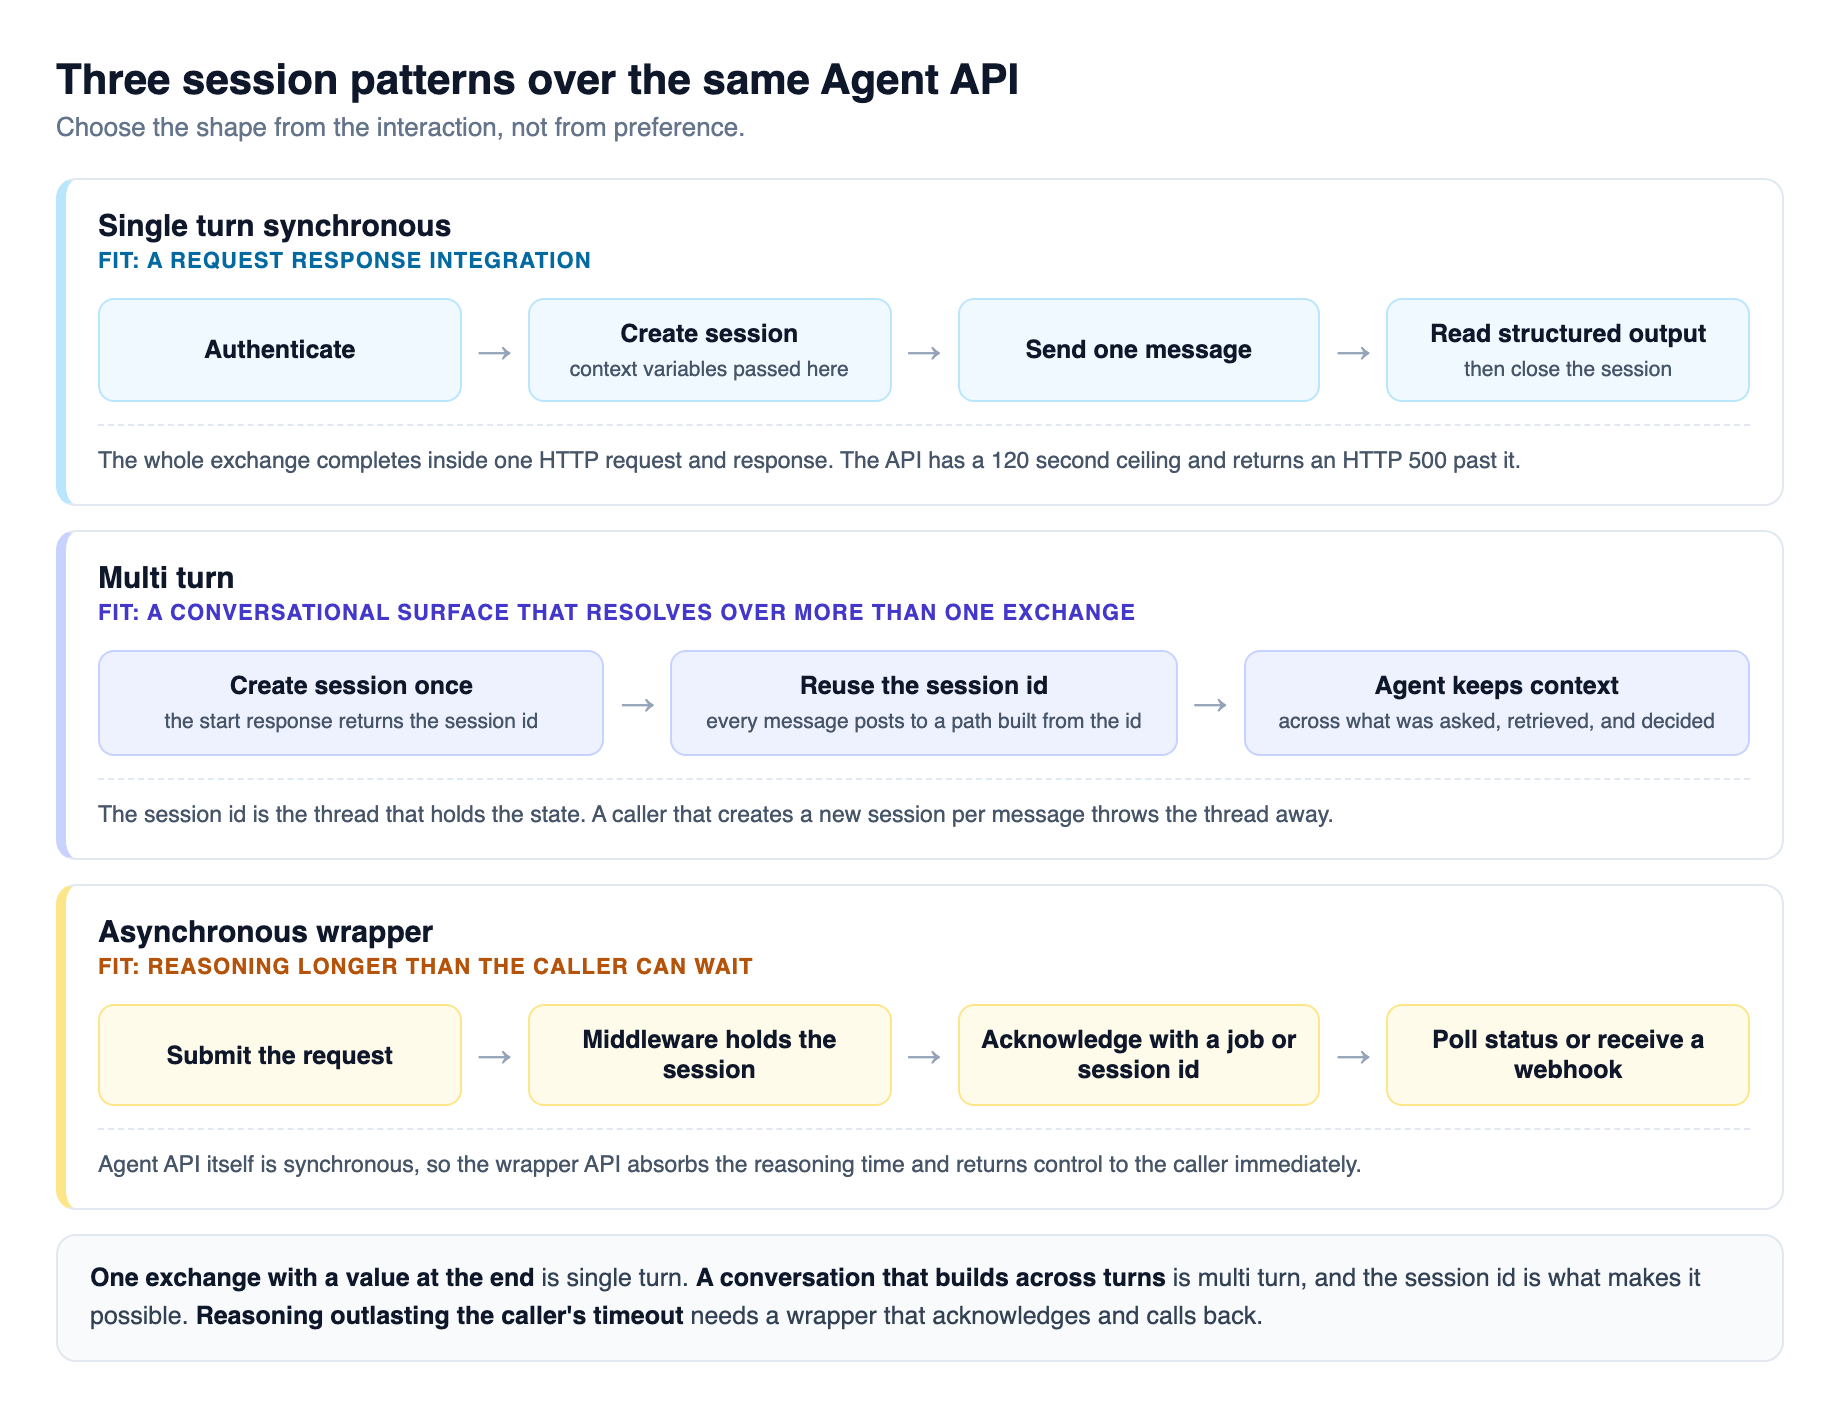 Three session patterns over the same Agent API
Choose the shape from the interaction, not from preference.
Single turn synchronous
FIT: A REQUEST RESPONSE INTEGRATION
Authenticate
→
Create session
context variables passed here
→
Send one message
→
Read structured output
then close the session
The whole exchange completes inside one HTTP request and response. The API has a 120 second ceiling and returns an HTTP 500 past it.
Multi turn
FIT: A CONVERSATIONAL SURFACE THAT RESOLVES OVER MORE THAN ONE EXCHANGE
Create session once
the start response returns the session id
→
Reuse the session id
every message posts to a path built from the id
→
Agent keeps context
across what was asked, retrieved, and decided
The session id is the thread that holds the state. A caller that creates a new session per message throws the thread away.
Asynchronous wrapper
FIT: REASONING LONGER THAN THE CALLER CAN WAIT
Submit the request
→
Middleware holds the
session
→
Acknowledge with a job or
session id
→
Poll status or receive a
webhook
Agent API itself is synchronous, so the wrapper API absorbs the reasoning time and returns control to the caller immediately.
One exchange with a value at the end is single turn. A conversation that builds across turns is multi turn, and the session id is what makes it
possible. Reasoning outlasting the caller's timeout needs a wrapper that acknowledges and calls back.